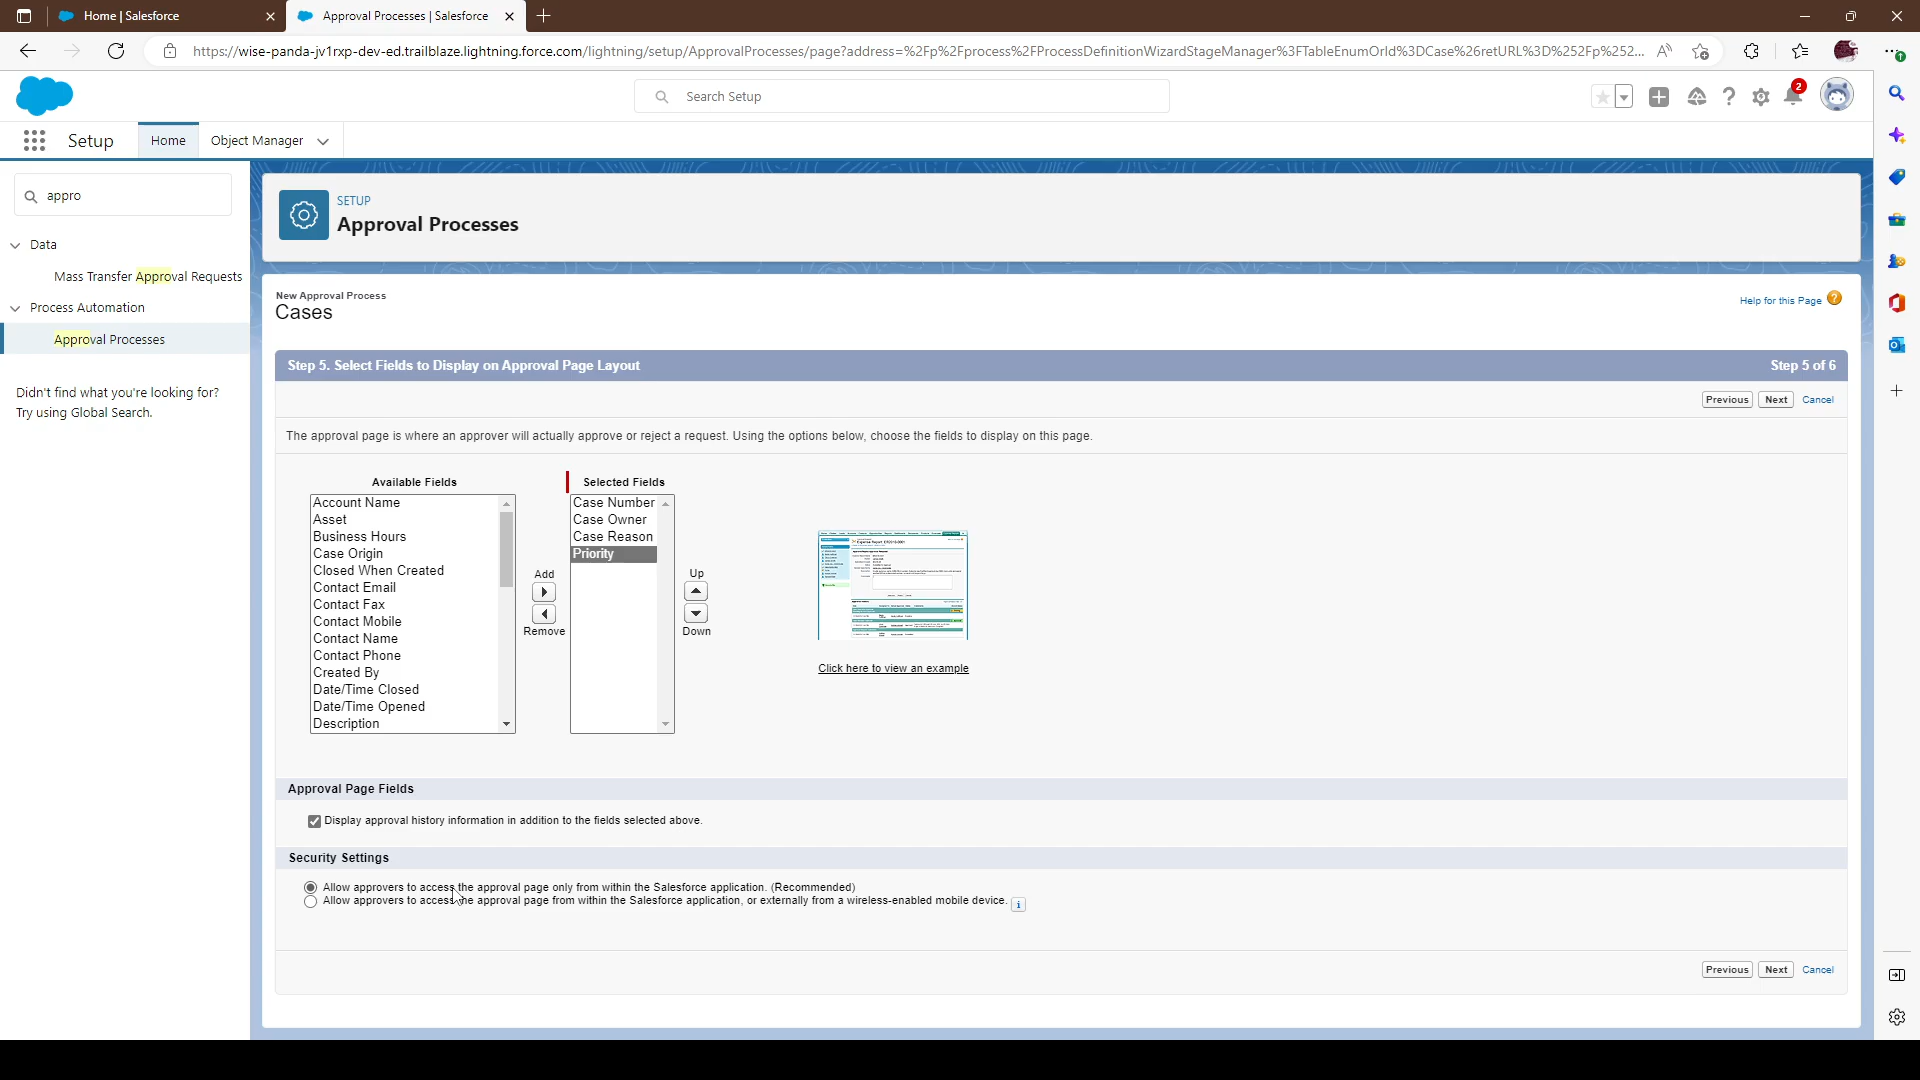 Home | Salesforce
Approval Processes | Salesforce
https://wise-panda-jv1rxp-dev-ed.trailblaze.lightning.force.com/lightning/setup/ApprovalProcesses/page?address=%2Fp%2Fprocess%2FProcessDefinitionWizardStageManager%3FTableEnumOrId%3DCase%26retURL%3D%252Fp%252...
Search Setup
2
Setup
Home
Object Manager
appro
Data
Mass Transfer Approval Requests
Process Automation
Approval Processes
Didn't find what you're looking for?
Try using Global Search.
SETUP
Approval Processes
New Approval Process
Cases
Help for this Page
Step 5. Select Fields to Display on Approval Page Layout
Step 5 of 6
Previous
Next
Cancel
The approval page is where an approver will actually approve or reject a request. Using the options below, choose the fields to display on this page.
Available Fields
Account Name
Asset
Business Hours
Case Origin
Closed When Created
Contact Email
Contact Fax
Contact Mobile
Contact Name
Contact Phone
Created By
Date/Time Closed
Date/Time Opened
Description
Add
Remove
Selected Fields
Case Number
Case Owner
Case Reason
Priority
Up
Down
Click here to view an example
Approval Page Fields
Display approval history information in addition to the fields selected above.
Security Settings
Allow approvers to access the approval page only from within the Salesforce application. (Recommended)
Allow approvers to access the approval page from within the Salesforce application, or externally from a wireless-enabled mobile device.
Previous
Next
Cancel